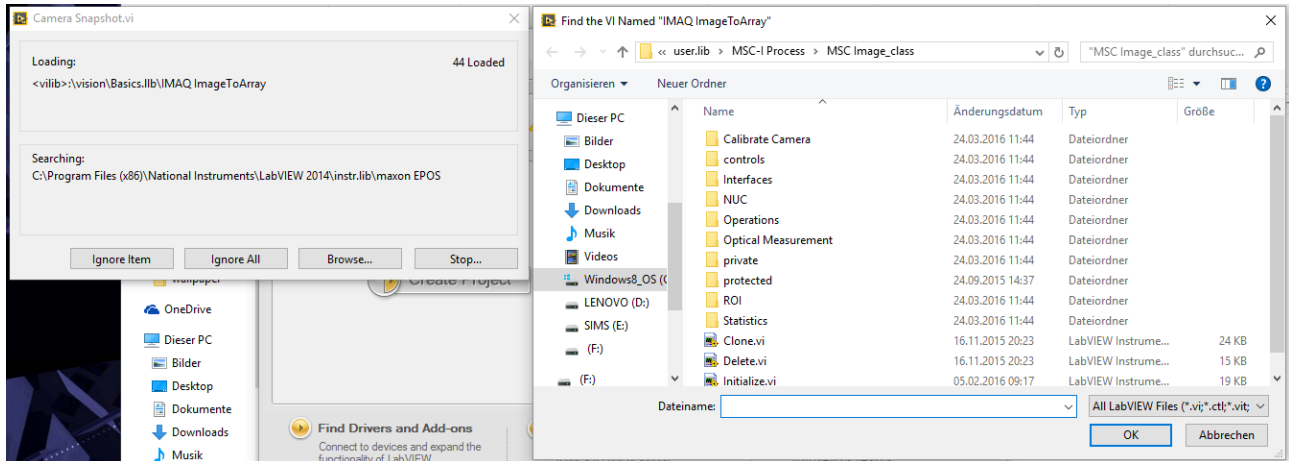 Camera Snapshot.vi
Loading:
44 Loaded
<vilib>:\vision\Basics.llb\IMAQ ImageToArray
Searching:
C:\Program Files (x86)\National Instruments\LabVIEW 2014\instr.lib\maxon EPOS
Ignore Item
Ignore All
Browse...
Stop...
Create Project
OneDrive
Dieser PC
Bilder
Desktop
Dokumente
Downloads
Musik
Find Drivers and Add-ons
Connect to devices and expand the
functionality of LabVIEW.
Find the VI Named "IMAQ ImageToArray"
« user.lib > MSC-I Process > MSC Image_class
"MSC Image_class" durchsuc...
Organisieren
Neuer Ordner
Dieser PC
Bilder
Desktop
Dokumente
Downloads
Musik
Videos
Windows8_OS (C
LENOVO (D:)
SIMS (E:)
(F:)
(F:)
Name Änderungsdatum Typ Größe
Calibrate Camera 24.03.2016 11:44 Dateiordner
controls 24.03.2016 11:44 Dateiordner
Interfaces 24.03.2016 11:44 Dateiordner
NUC 24.03.2016 11:44 Dateiordner
Operations 24.03.2016 11:44 Dateiordner
Optical Measurement 24.03.2016 11:44 Dateiordner
private 24.03.2016 11:44 Dateiordner
protected 24.09.2015 14:37 Dateiordner
ROI 24.03.2016 11:44 Dateiordner
Statistics 24.03.2016 11:44 Dateiordner
Clone.vi 16.11.2015 20:23 LabVIEW Instrume... 24 KB
Delete.vi 16.11.2015 20:23 LabVIEW Instrume... 15 KB
Initialize.vi 05.02.2016 09:17 LabVIEW Instrume... 19 KB
Dateiname:
All LabVIEW Files (*.vi;*.ctl;*.vit;
OK
Abbrechen